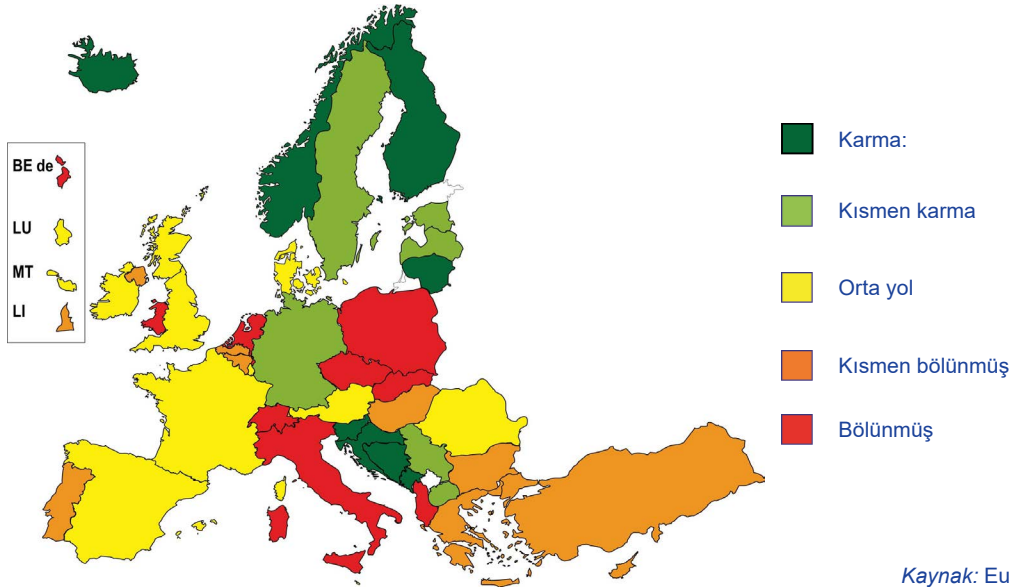 BE de
LU
MT
LI
Karma:
Kısmen karma
Orta yol
Kısmen bölünmüş
Bölünmüş
Kaynak: Eu